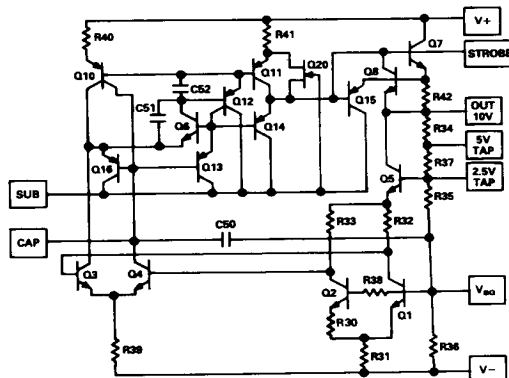 R40
R41
V+
Q7
STROBE
Q10
Q11
Q20
Q8
C52
Q12
Q15
R42
OUT
10V
C51
Q6
Q14
R34
5V
TAP
R37
Q16
Q13
Q5
2.5V
TAP
R35
SUB
R33
R32
C50
CAP
Q3
Q4
Q2
R38
Q1
VBG
R30
R39
R31
R36
V−